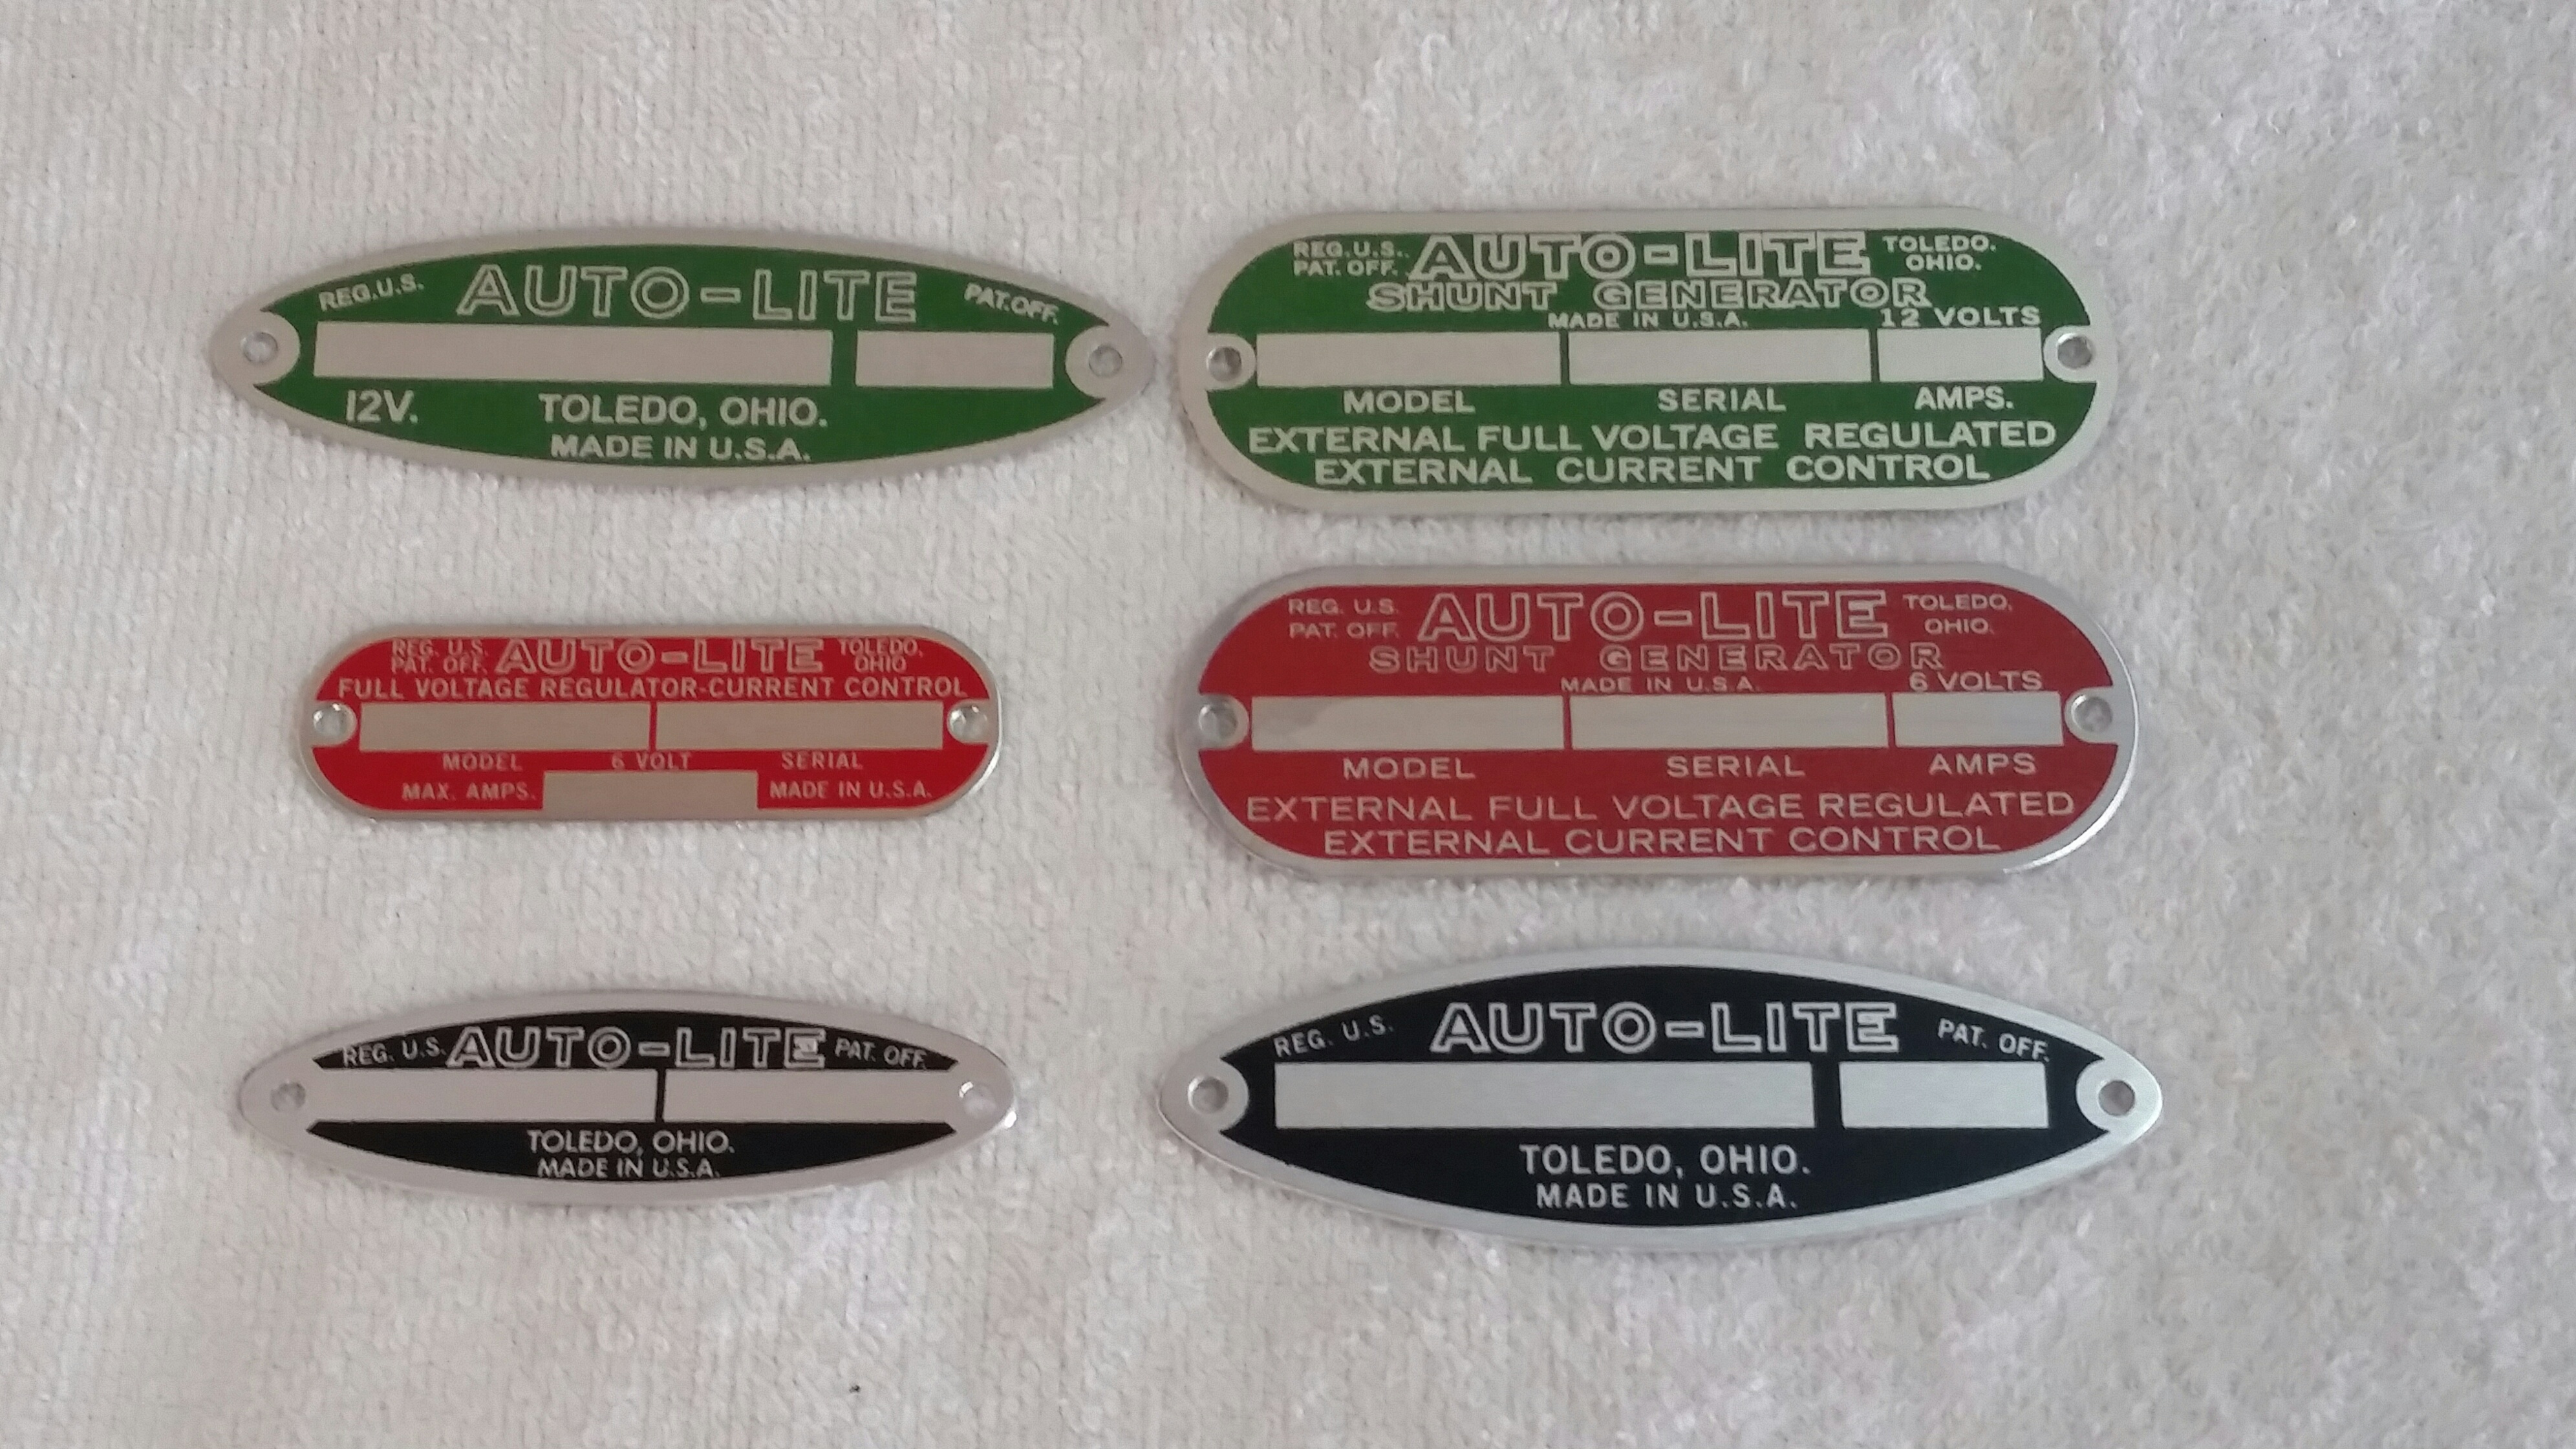 REG.U.S. AUTO-LITE PAT.OFF.
12V. TOLEDO, OHIO.
MADE IN U.S.A.
REG.U.S. AUTO-LITE TOLEDO.
PAT. OFF. OHIO.
SHUNT GENERATOR
MADE IN U.S.A. 12 VOLTS
MODEL SERIAL AMPS.
EXTERNAL FULL VOLTAGE REGULATED
EXTERNAL CURRENT CONTROL
REG. U.S. AUTO-LITE TOLEDO,
PAT. OFF. OHIO
FULL VOLTAGE REGULATOR-CURRENT CONTROL
MODEL 6 VOLT SERIAL
MAX. AMPS. MADE IN U.S.A.
REG. U.S. AUTO-LITE TOLEDO,
PAT. OFF. OHIO.
SHUNT GENERATOR
MADE IN U.S.A. 6 VOLTS
MODEL SERIAL AMPS
EXTERNAL FULL VOLTAGE REGULATED
EXTERNAL CURRENT CONTROL
REG. U.S. AUTO-LITE PAT. OFF.
TOLEDO, OHIO.
MADE IN U.S.A.
REG. U.S. AUTO-LITE PAT. OFF.
TOLEDO, OHIO.
MADE IN U.S.A.